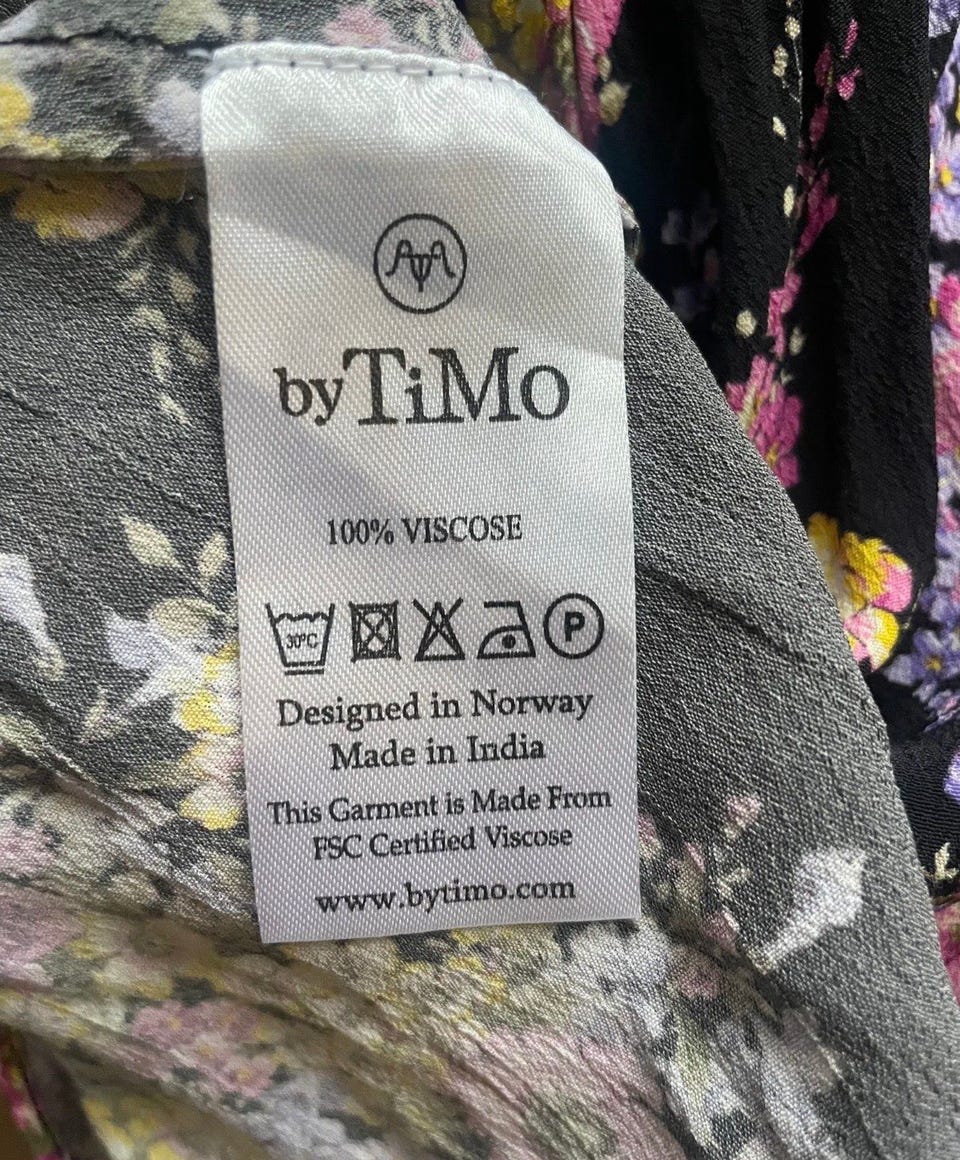 byTiMo
100% VISCOSE
30°C
P
Designed in Norway
Made in India
This Garment is Made From
FSC Certified Viscose
www.bytimo.com